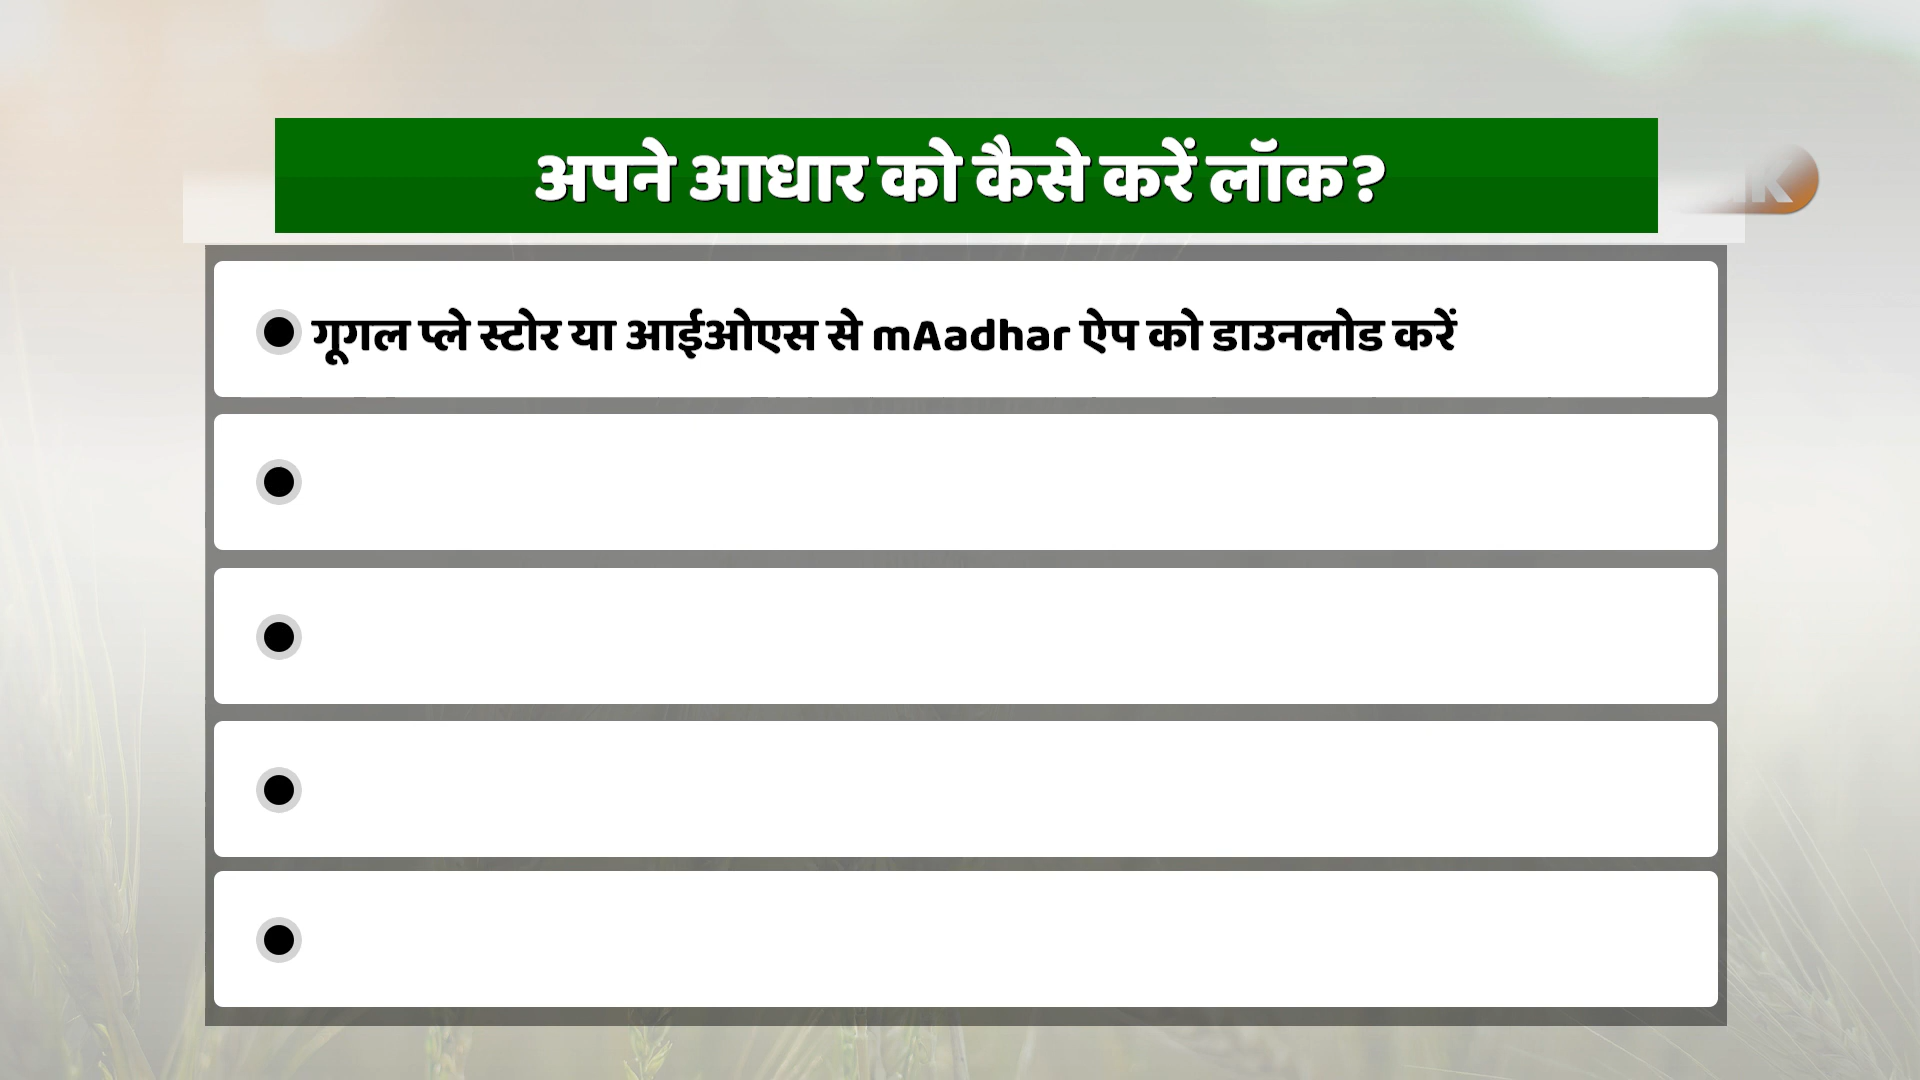 अपने आधार को कैसे करें लॉक?
गूगल प्ले स्टोर या आईओएस से mAadhar ऐप को डाउनलोड करें